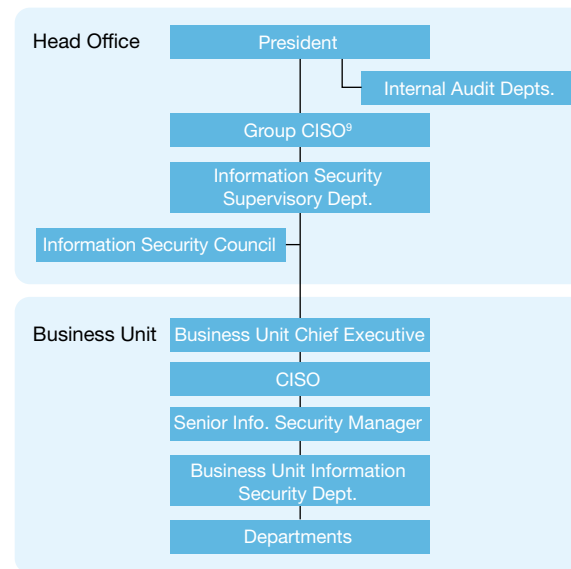 Head Office
President
Internal Audit Depts.
Group CISO⁹
Information Security
Supervisory Dept.
Information Security Council
Business Unit
Business Unit Chief Executive
CISO
Senior Info. Security Manager
Business Unit Information
Security Dept.
Departments